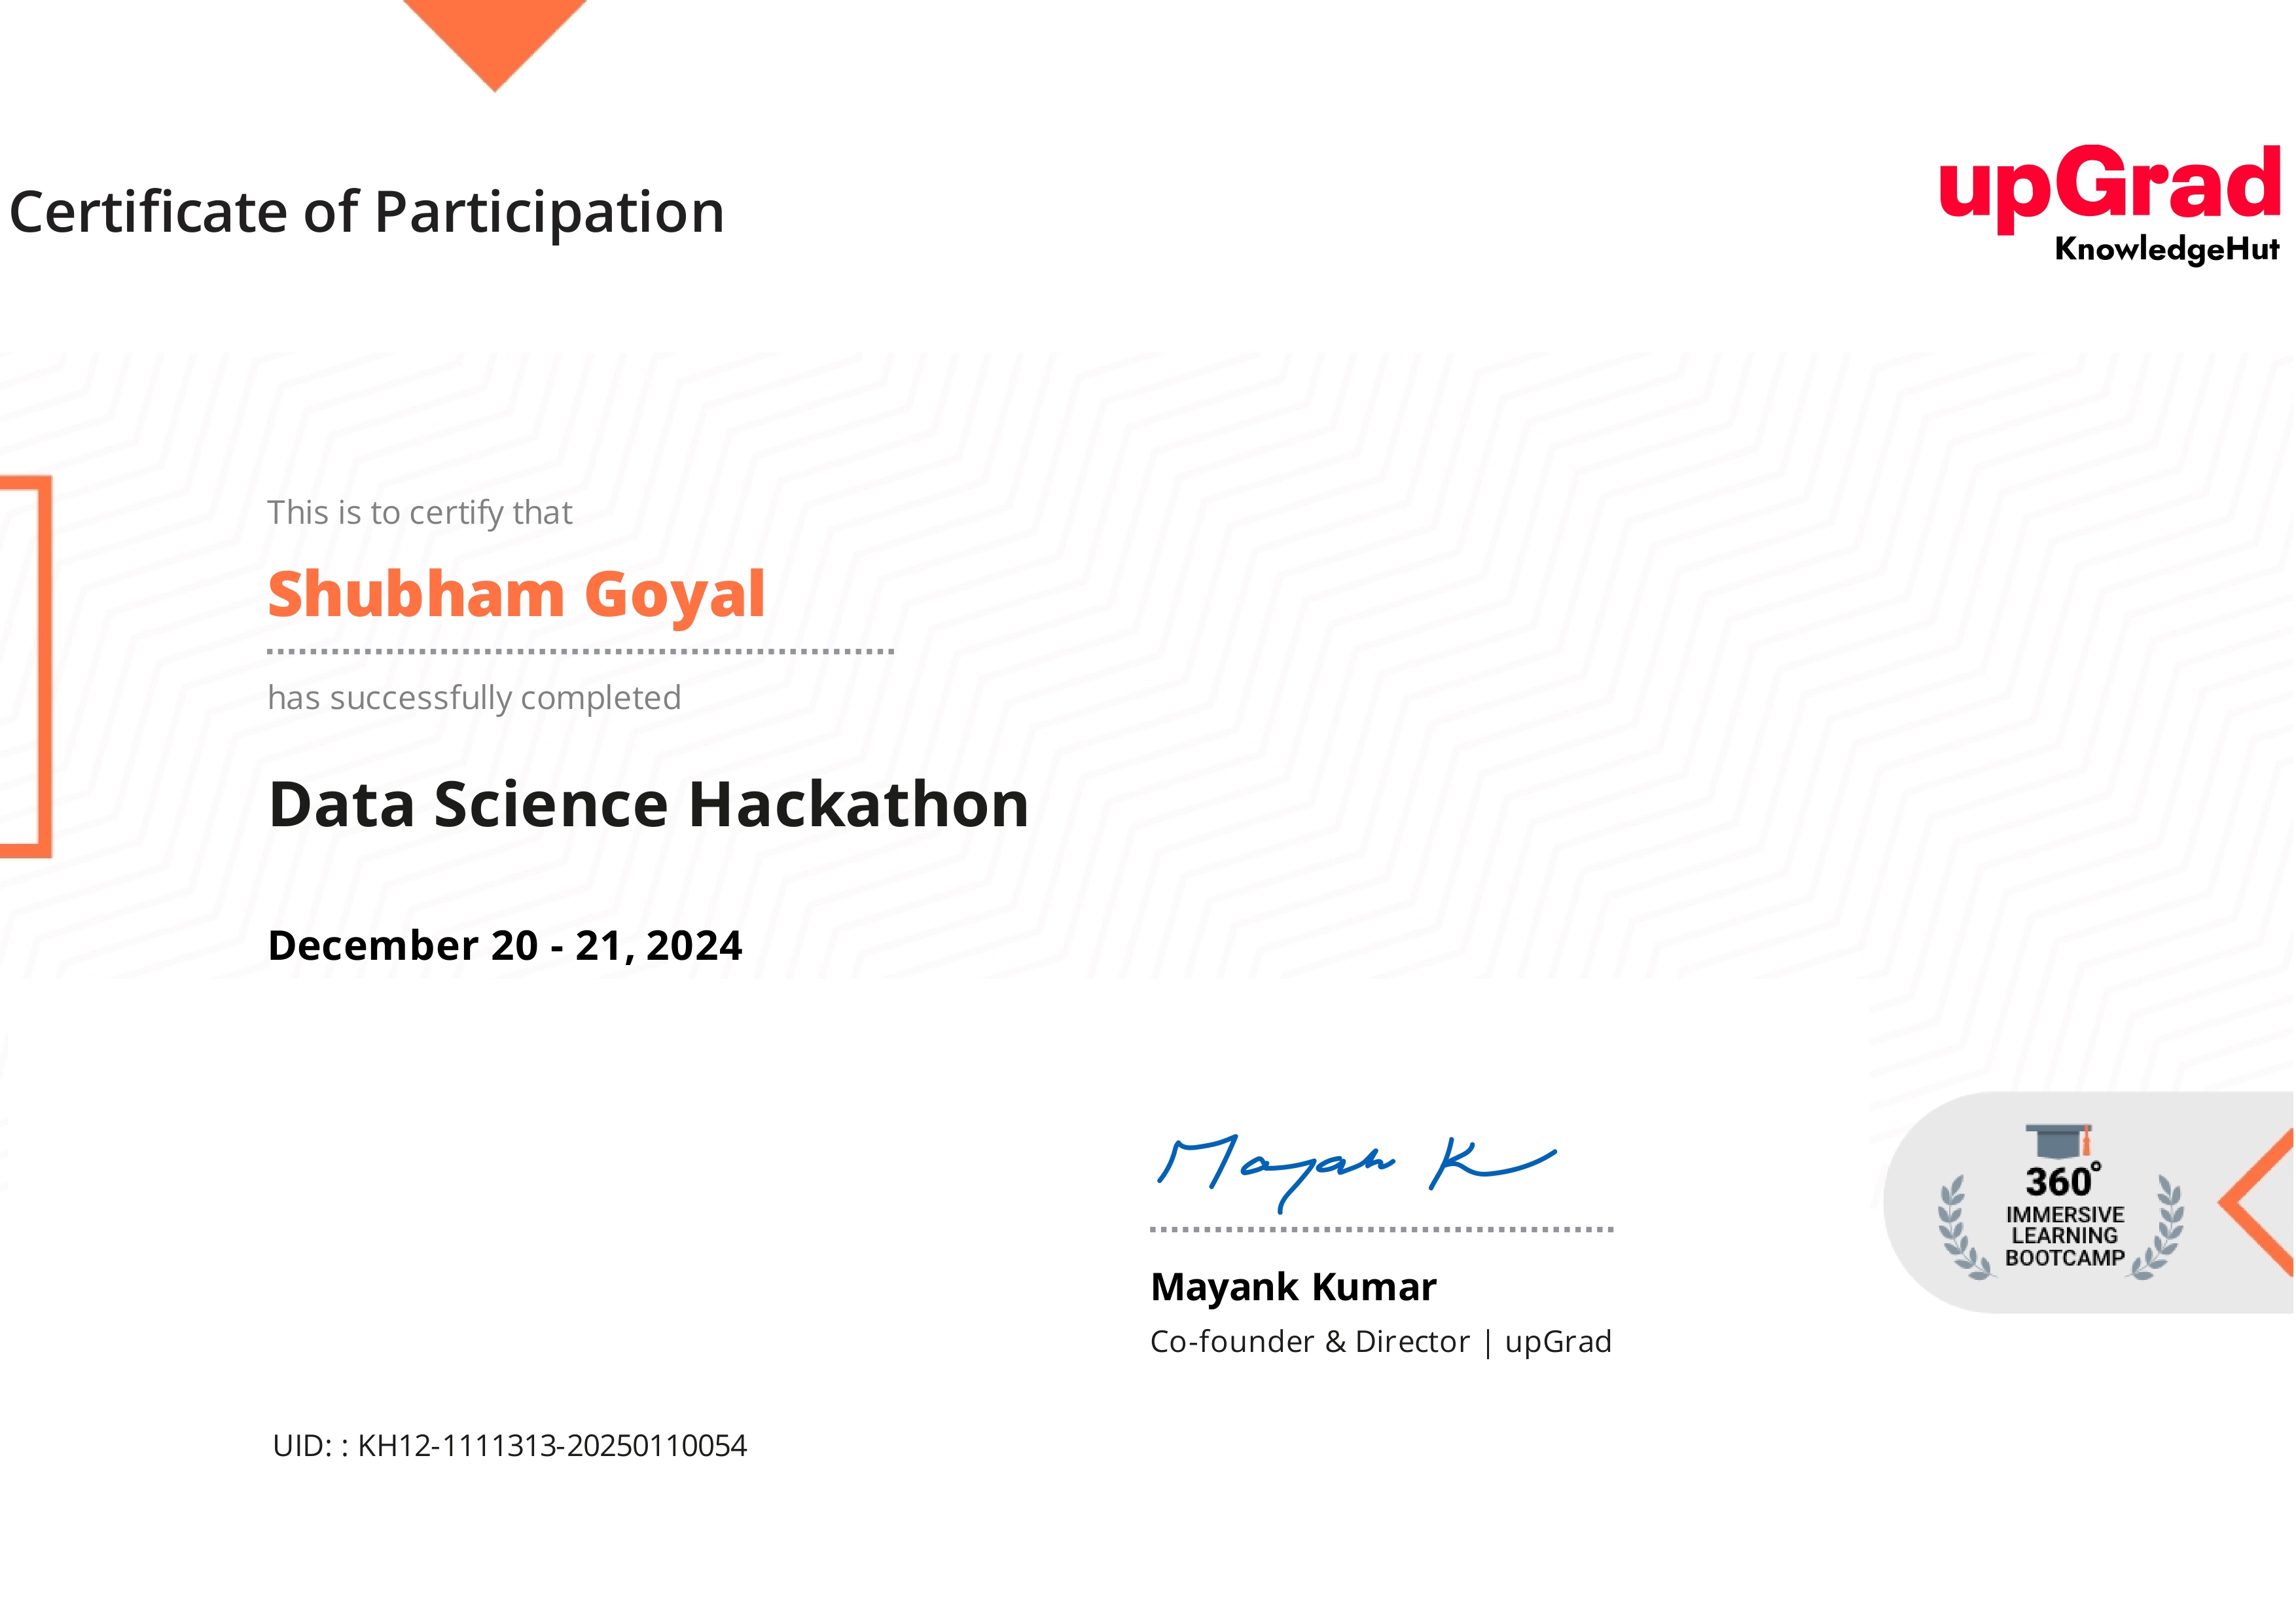 Certificate of Participation
upGrad
KnowledgeHut
This is to certify that
Shubham Goyal
has successfully completed
Data Science Hackathon
December 20 - 21, 2024
Mayank K
Mayank Kumar
Co-founder & Director | upGrad
360°
IMMERSIVE
LEARNING
BOOTCAMP
UID: : KH12-1111313-20250110054